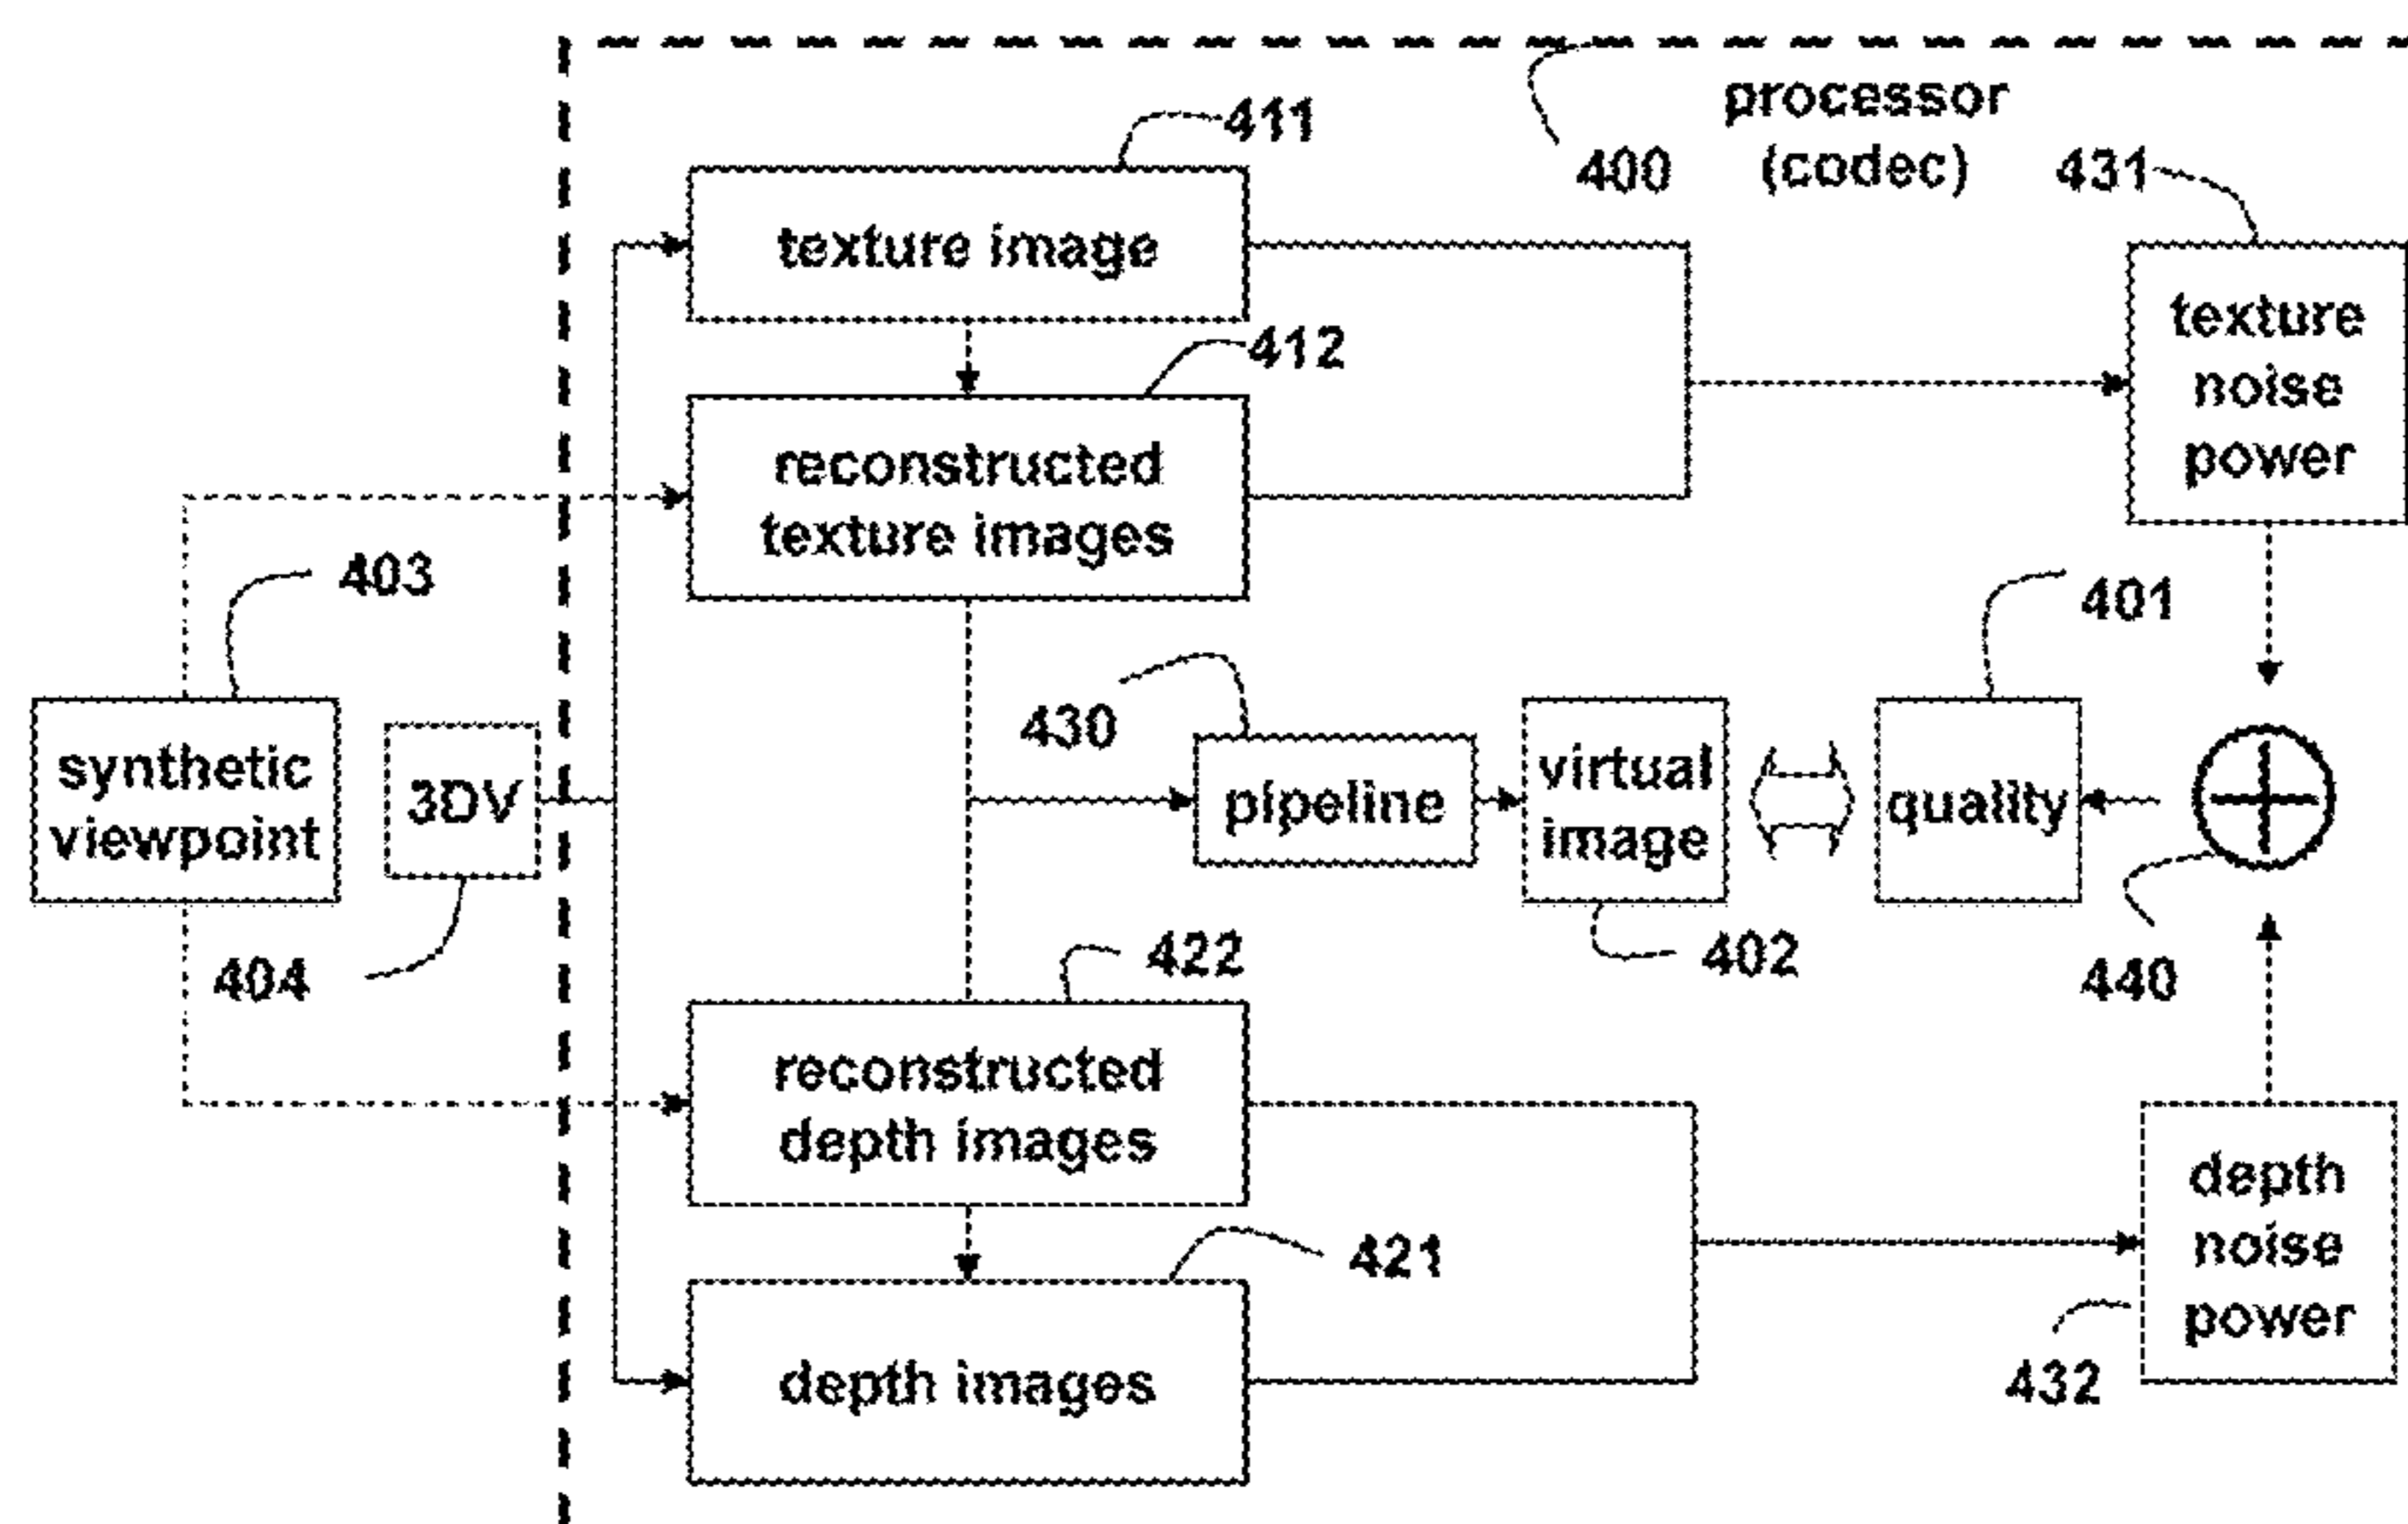 processor
(codec)
400
411
texture image
431
texture
noise
power
412
reconstructed
texture images
403
synthetic
viewpoint
3DV
404
401
430
pipeline
virtual
image
quality
402
440
422
reconstructed
depth images
421
depth images
depth
noise
power
432